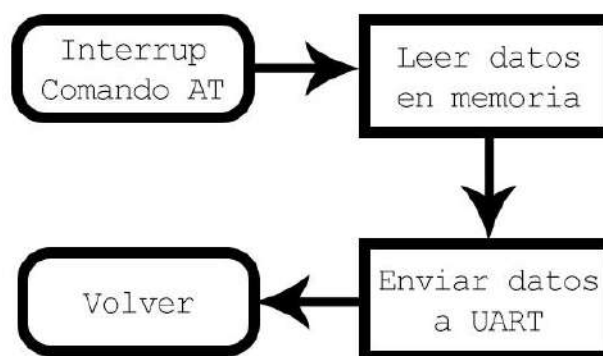 Interrup
Comando AT
Leer datos
en memoria
Enviar datos
a UART
Volver